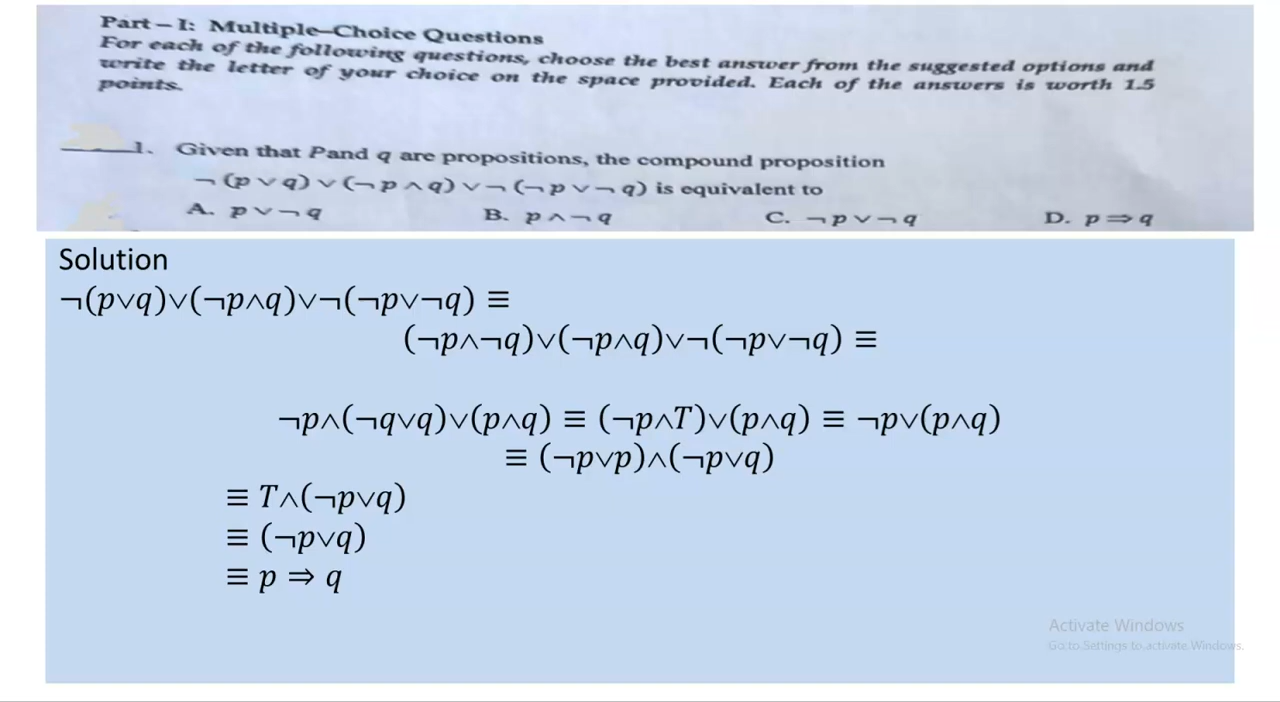 Part – I: Multiple–Choice Questions
For each of the following questions, choose the best answer from the suggested options and
write the letter of your choice on the space provided. Each of the answers is worth 1.5
points.
1. Given that P and q are propositions, the compound proposition
¬(p∨q)∨(¬p∧q)∨¬(¬p∨¬q) is equivalent to
A. p∨¬q B. p∧¬q C. ¬p∨¬q D. p⇒q
Solution
¬(p∨q)∨(¬p∧q)∨¬(¬p∨¬q) ≡
(¬p∧¬q)∨(¬p∧q)∨¬(¬p∨¬q) ≡
¬p∧(¬q∨q)∨(p∧q) ≡ (¬p∧T)∨(p∧q) ≡ ¬p∨(p∧q)
≡ (¬p∨p)∧(¬p∨q)
≡ T∧(¬p∨q)
≡ (¬p∨q)
≡ p ⇒ q
Activate Windows
Go to Settings to activate Windows.